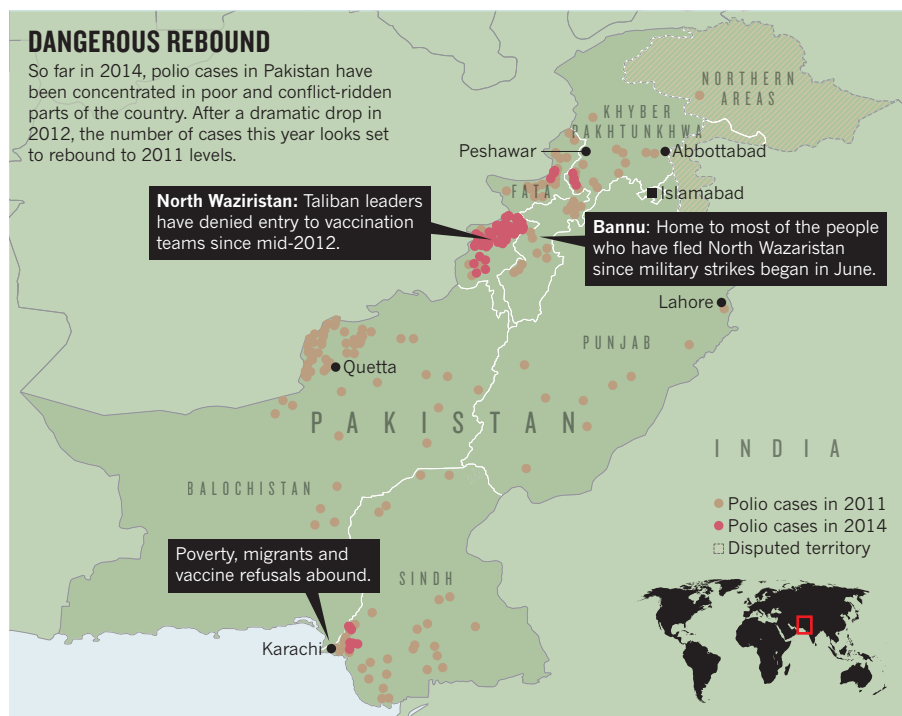 DANGEROUS REBOUND
So far in 2014, polio cases in Pakistan have
been concentrated in poor and conflict-ridden
parts of the country. After a dramatic drop in
2012, the number of cases this year looks set
to rebound to 2011 levels.
NORTHERN
AREAS
KHYBER
PAKHTUNKHWA
Peshawar
Abbottabad
FATA
Islamabad
North Waziristan: Taliban leaders
have denied entry to vaccination
teams since mid-2012.
Bannu: Home to most of the people
who have fled North Wazaristan
since military strikes began in June.
Lahore
PUNJAB
Quetta
PAKISTAN
INDIA
BALOCHISTAN
Polio cases in 2011
Polio cases in 2014
Disputed territory
Poverty, migrants and
vaccine refusals abound.
SINDH
Karachi